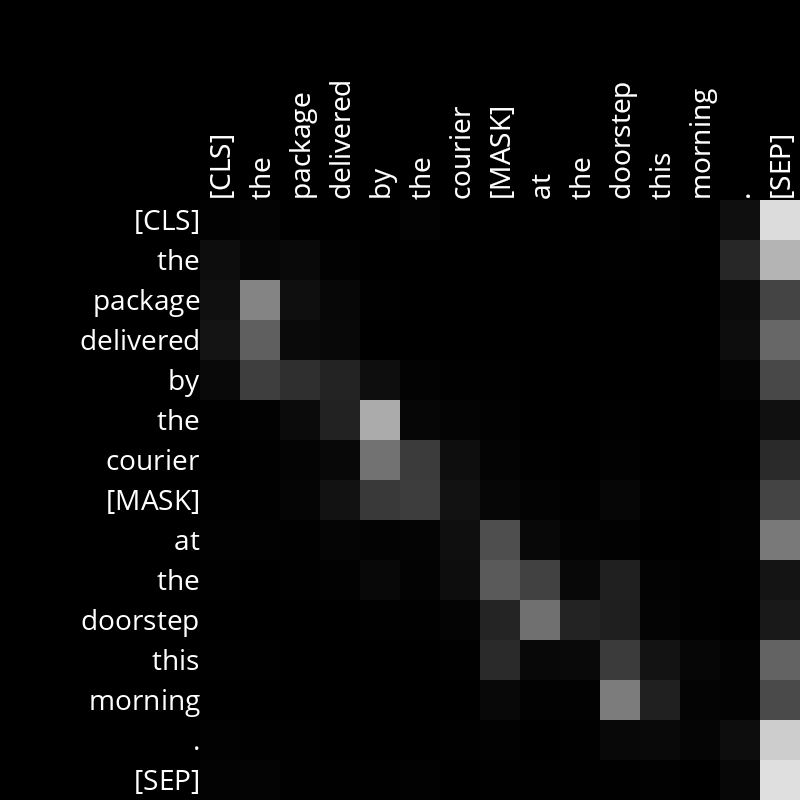 [CLS]
the
package
delivered
by
the
courier
[MASK]
at
the
doorstep
this
morning
.
[SEP]
[CLS]
the
package
delivered
by
the
courier
[MASK]
at
the
doorstep
this
morning
.
[SEP]